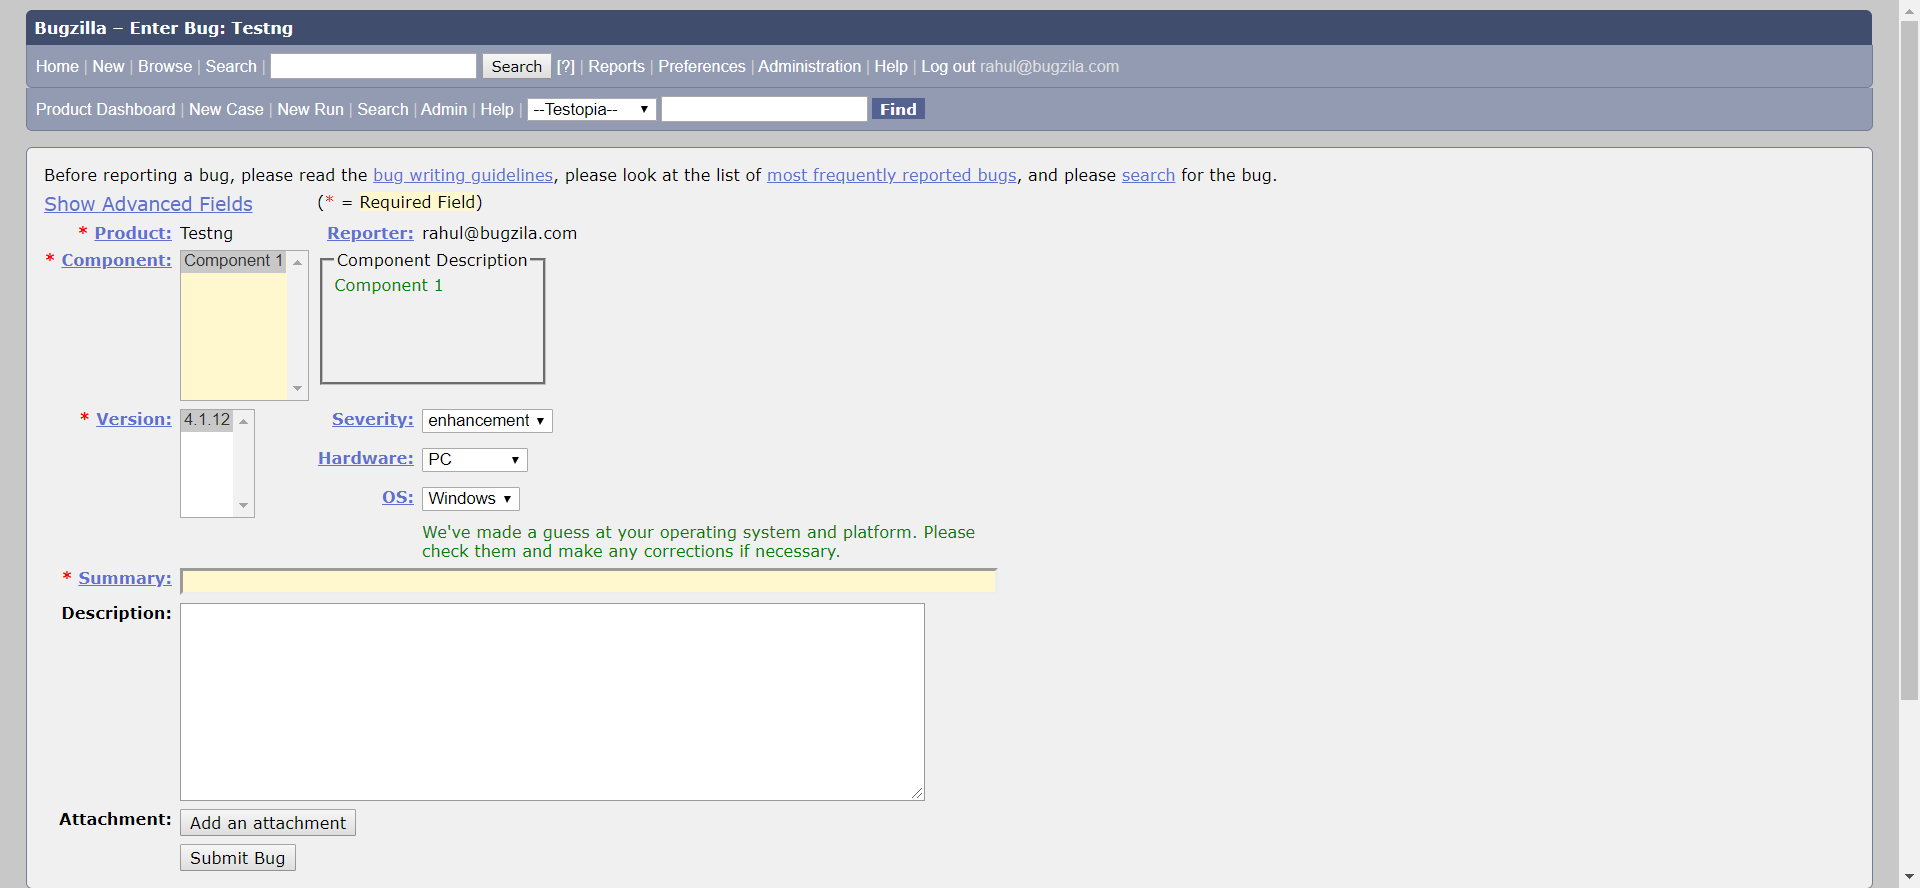 Bugzilla – Enter Bug: Testng
Home | New | Browse | Search | Search [?] | Reports | Preferences | Administration | Help | Log out rahul@bugzila.com
Product Dashboard | New Case | New Run | Search | Admin | Help | --Testopia-- Find
Before reporting a bug, please read the bug writing guidelines, please look at the list of most frequently reported bugs, and please search for the bug.
Show Advanced Fields (* = Required Field)
* Product: Testng Reporter: rahul@bugzila.com
* Component: Component 1 Component Description
Component 1
* Version: 4.1.12 Severity: enhancement
Hardware: PC
OS: Windows
We've made a guess at your operating system and platform. Please
check them and make any corrections if necessary.
* Summary:
Description:
Attachment: Add an attachment
Submit Bug